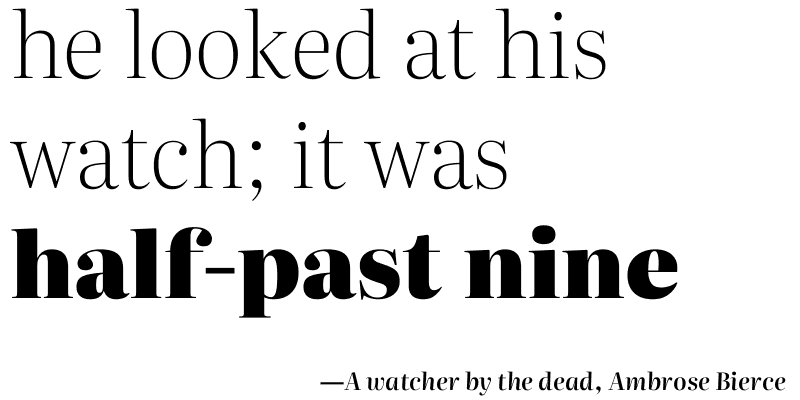 he looked at his
watch; it was
half-past nine
—A watcher by the dead, Ambrose Bierce